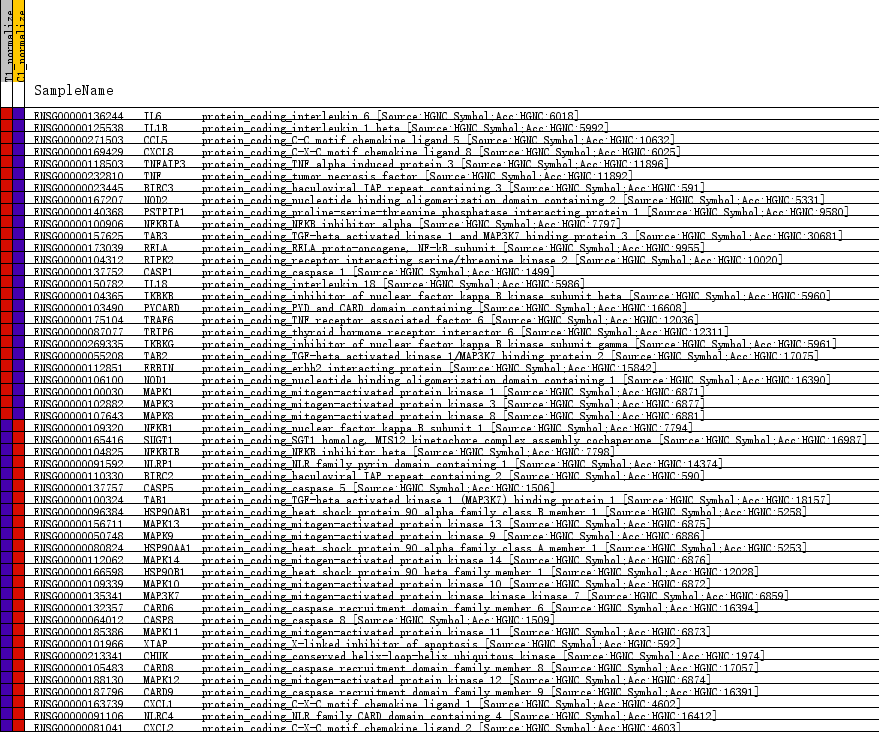 T1_normalize
C1_normalize
SampleName
ENSG00000136244 IL6 protein_coding_interleukin 6 [Source:HGNC Symbol;Acc:HGNC:6018]
ENSG00000125538 IL1B protein_coding_interleukin 1 beta [Source:HGNC Symbol;Acc:HGNC:5992]
ENSG00000271503 CCL5 protein_coding_C-C motif chemokine ligand 5 [Source:HGNC Symbol;Acc:HGNC:10632]
ENSG00000169429 CXCL8 protein_coding_C-X-C motif chemokine ligand 8 [Source:HGNC Symbol;Acc:HGNC:6025]
ENSG00000118503 TNFAIP3 protein_coding_TNF alpha induced protein 3 [Source:HGNC Symbol;Acc:HGNC:11896]
ENSG00000232810 TNF protein_coding_tumor necrosis factor [Source:HGNC Symbol;Acc:HGNC:11892]
ENSG00000023445 BIRC3 protein_coding_baculoviral IAP repeat containing 3 [Source:HGNC Symbol;Acc:HGNC:591]
ENSG00000167207 NOD2 protein_coding_nucleotide binding oligomerization domain containing 2 [Source:HGNC Symbol;Acc:HGNC:5331]
ENSG00000140368 PSTPIP1 protein_coding_proline-serine-threonine phosphatase interacting protein 1 [Source:HGNC Symbol;Acc:HGNC:9580]
ENSG00000100906 NFKBIA protein_coding_NFKB inhibitor alpha [Source:HGNC Symbol;Acc:HGNC:7797]
ENSG00000157625 TAB3 protein_coding_TGF-beta activated kinase 1 and MAP3K7 binding protein 3 [Source:HGNC Symbol;Acc:HGNC:30681]
ENSG00000173039 RELA protein_coding_RELA proto-oncogene, NF-kB subunit [Source:HGNC Symbol;Acc:HGNC:9955]
ENSG00000104312 RIPK2 protein_coding_receptor interacting serine/threonine kinase 2 [Source:HGNC Symbol;Acc:HGNC:10020]
ENSG00000137752 CASP1 protein_coding_caspase 1 [Source:HGNC Symbol;Acc:HGNC:1499]
ENSG00000150782 IL18 protein_coding_interleukin 18 [Source:HGNC Symbol;Acc:HGNC:5986]
ENSG00000104365 IKBKB protein_coding_inhibitor of nuclear factor kappa B kinase subunit beta [Source:HGNC Symbol;Acc:HGNC:5960]
ENSG00000103490 PYCARD protein_coding_PYD and CARD domain containing [Source:HGNC Symbol;Acc:HGNC:16608]
ENSG00000175104 TRAF6 protein_coding_TNF receptor associated factor 6 [Source:HGNC Symbol;Acc:HGNC:12036]
ENSG00000087077 TRIP6 protein_coding_thyroid hormone receptor interactor 6 [Source:HGNC Symbol;Acc:HGNC:12311]
ENSG00000269335 IKBKG protein_coding_inhibitor of nuclear factor kappa B kinase subunit gamma [Source:HGNC Symbol;Acc:HGNC:5961]
ENSG00000055208 TAB2 protein_coding_TGF-beta activated kinase 1/MAP3K7 binding protein 2 [Source:HGNC Symbol;Acc:HGNC:17075]
ENSG00000112851 ERBIN protein_coding_erbb2 interacting protein [Source:HGNC Symbol;Acc:HGNC:15842]
ENSG00000106100 NOD1 protein_coding_nucleotide binding oligomerization domain containing 1 [Source:HGNC Symbol;Acc:HGNC:16390]
ENSG00000100030 MAPK1 protein_coding_mitogen-activated protein kinase 1 [Source:HGNC Symbol;Acc:HGNC:6871]
ENSG00000102882 MAPK3 protein_coding_mitogen-activated protein kinase 3 [Source:HGNC Symbol;Acc:HGNC:6877]
ENSG00000107643 MAPK8 protein_coding_mitogen-activated protein kinase 8 [Source:HGNC Symbol;Acc:HGNC:6881]
ENSG00000109320 NFKB1 protein_coding_nuclear factor kappa B subunit 1 [Source:HGNC Symbol;Acc:HGNC:7794]
ENSG00000165416 SUGT1 protein_coding_SGT1 homolog, MIS12 kinetochore complex assembly cochaperone [Source:HGNC Symbol;Acc:HGNC:16987]
ENSG00000104825 NFKBIB protein_coding_NFKB inhibitor beta [Source:HGNC Symbol;Acc:HGNC:7798]
ENSG00000091592 NLRP1 protein_coding_NLR family pyrin domain containing 1 [Source:HGNC Symbol;Acc:HGNC:14374]
ENSG00000110330 BIRC2 protein_coding_baculoviral IAP repeat containing 2 [Source:HGNC Symbol;Acc:HGNC:590]
ENSG00000137757 CASP5 protein_coding_caspase 5 [Source:HGNC Symbol;Acc:HGNC:1506]
ENSG00000100324 TAB1 protein_coding_TGF-beta activated kinase 1 (MAP3K7) binding protein 1 [Source:HGNC Symbol;Acc:HGNC:18157]
ENSG00000096384 HSP90AB1 protein_coding_heat shock protein 90 alpha family class B member 1 [Source:HGNC Symbol;Acc:HGNC:5258]
ENSG00000156711 MAPK13 protein_coding_mitogen-activated protein kinase 13 [Source:HGNC Symbol;Acc:HGNC:6875]
ENSG00000050748 MAPK9 protein_coding_mitogen-activated protein kinase 9 [Source:HGNC Symbol;Acc:HGNC:6886]
ENSG00000080824 HSP90AA1 protein_coding_heat shock protein 90 alpha family class A member 1 [Source:HGNC Symbol;Acc:HGNC:5253]
ENSG00000112062 MAPK14 protein_coding_mitogen-activated protein kinase 14 [Source:HGNC Symbol;Acc:HGNC:6876]
ENSG00000166598 HSP90B1 protein_coding_heat shock protein 90 beta family member 1 [Source:HGNC Symbol;Acc:HGNC:12028]
ENSG00000109339 MAPK10 protein_coding_mitogen-activated protein kinase 10 [Source:HGNC Symbol;Acc:HGNC:6872]
ENSG00000135341 MAP3K7 protein_coding_mitogen-activated protein kinase kinase kinase 7 [Source:HGNC Symbol;Acc:HGNC:6859]
ENSG00000132357 CARD6 protein_coding_caspase recruitment domain family member 6 [Source:HGNC Symbol;Acc:HGNC:16394]
ENSG00000064012 CASP8 protein_coding_caspase 8 [Source:HGNC Symbol;Acc:HGNC:1509]
ENSG00000185386 MAPK11 protein_coding_mitogen-activated protein kinase 11 [Source:HGNC Symbol;Acc:HGNC:6873]
ENSG00000101966 XIAP protein_coding_X-linked inhibitor of apoptosis [Source:HGNC Symbol;Acc:HGNC:592]
ENSG00000213341 CHUK protein_coding_conserved helix-loop-helix ubiquitous kinase [Source:HGNC Symbol;Acc:HGNC:1974]
ENSG00000105483 CARD8 protein_coding_caspase recruitment domain family member 8 [Source:HGNC Symbol;Acc:HGNC:17057]
ENSG00000188130 MAPK12 protein_coding_mitogen-activated protein kinase 12 [Source:HGNC Symbol;Acc:HGNC:6874]
ENSG00000187796 CARD9 protein_coding_caspase recruitment domain family member 9 [Source:HGNC Symbol;Acc:HGNC:16391]
ENSG00000163739 CXCL1 protein_coding_C-X-C motif chemokine ligand 1 [Source:HGNC Symbol;Acc:HGNC:4602]
ENSG00000091106 NLRC4 protein_coding_NLR family CARD domain containing 4 [Source:HGNC Symbol;Acc:HGNC:16412]
ENSG00000081041 CXCL2 protein_coding_C-X-C motif chemokine ligand 2 [Source:HGNC Symbol;Acc:HGNC:4603]